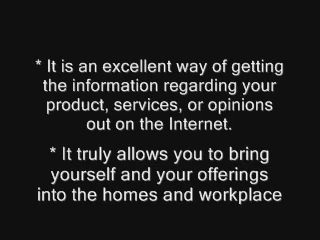 * It is an excellent way of getting
the information regarding your
product, services, or opinions
out on the Internet.
* It truly allows you to bring
yourself and your offerings
into the homes and workplace